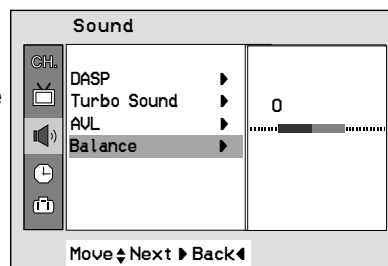 Sound
CH.
DASP ▶
Turbo Sound ▶
AVL ▶
Balance ▶
0
Move ▲▼ Next ▶ Back ◀